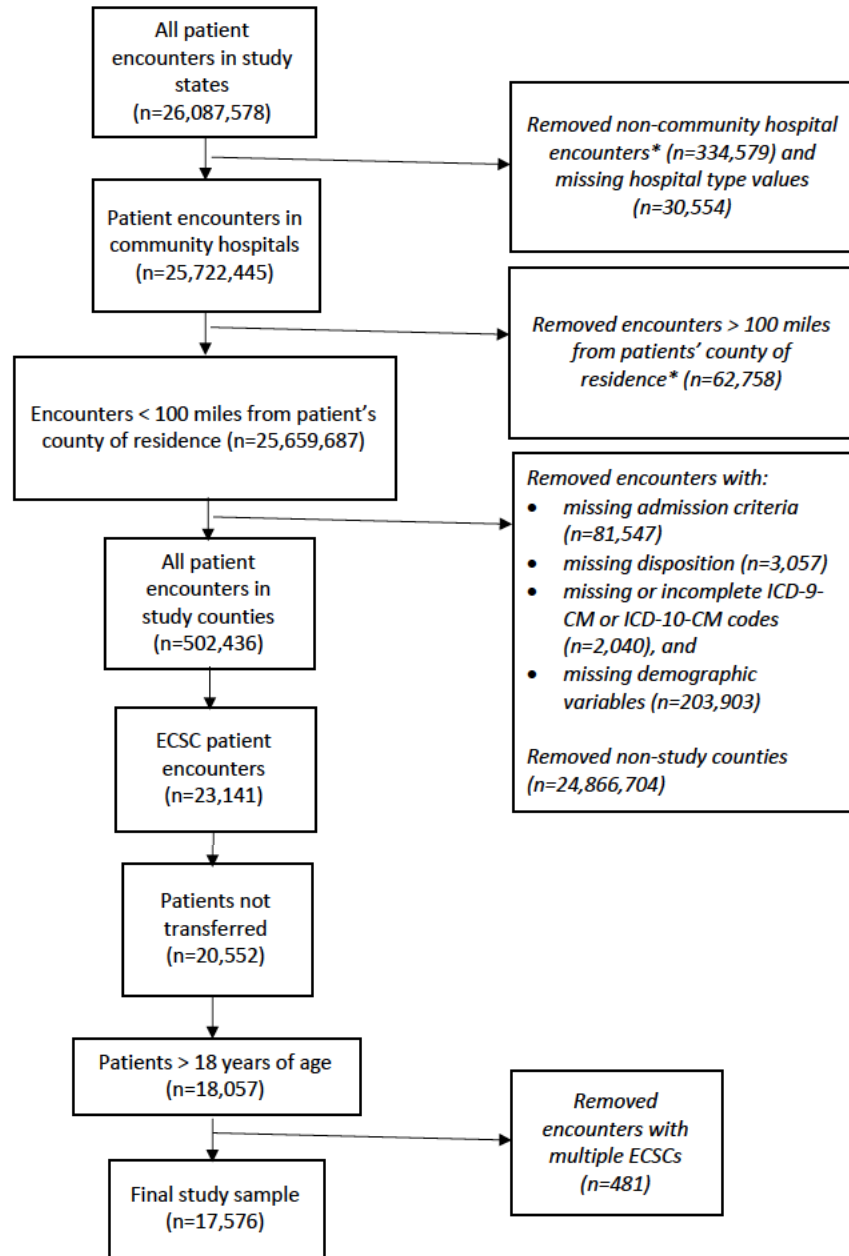 All patient
encounters in study
states
(n=26,087,578)
Removed non-community hospital
encounters* (n=334,579) and
missing hospital type values
(n=30,554)
Patient encounters in
community hospitals
(n=25,722,445)
Removed encounters > 100 miles
from patients’ county of
residence* (n=62,758)
Encounters < 100 miles from patient’s
county of residence (n=25,659,687)
Removed encounters with:
• missing admission criteria
(n=81,547)
• missing disposition (n=3,057)
• missing or incomplete ICD-9-
CM or ICD-10-CM codes
(n=2,040), and
• missing demographic
variables (n=203,903)
Removed non-study counties
(n=24,866,704)
All patient
encounters in
study counties
(n=502,436)
ECSC patient
encounters
(n=23,141)
Patients not
transferred
(n=20,552)
Patients > 18 years of age
(n=18,057)
Removed
encounters with
multiple ECSCs
(n=481)
Final study sample
(n=17,576)